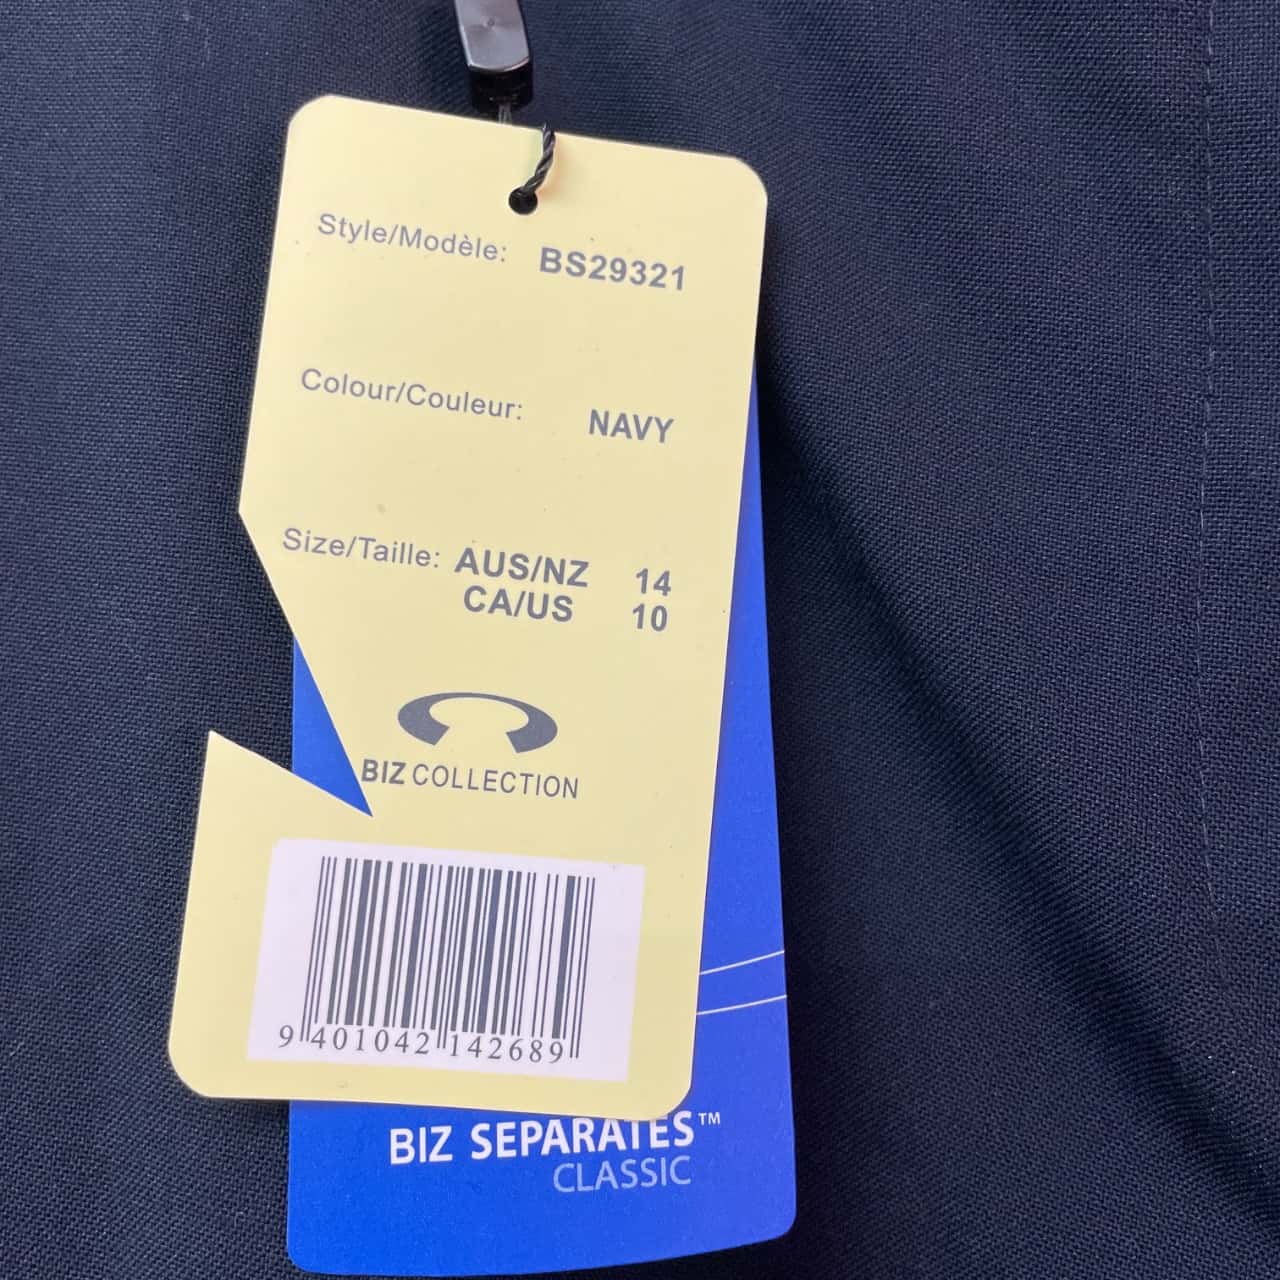 Style/Modèle: BS29321
Colour/Couleur: NAVY
Size/Taille: AUS/NZ 14
CA/US 10
BIZ COLLECTION
9 401042 142689
BIZ SEPARATES™
CLASSIC